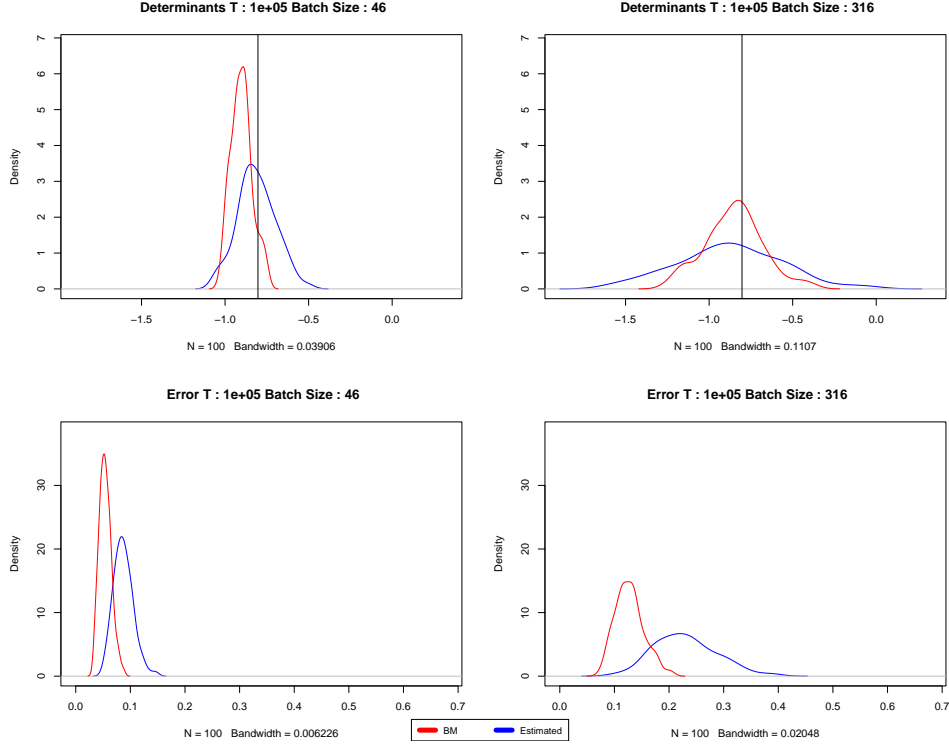 Determinants T : 1e+05 Batch Size : 46
Density
0 1 2 3 4 5 6 7
−1.5 −1.0 −0.5 0.0
N = 100 Bandwidth = 0.03906
Determinants T : 1e+05 Batch Size : 316
Density
0 1 2 3 4 5 6 7
−1.5 −1.0 −0.5 0.0
N = 100 Bandwidth = 0.1107
Error T : 1e+05 Batch Size : 46
Density
0 10 20 30
0.0 0.1 0.2 0.3 0.4 0.5 0.6 0.7
N = 100 Bandwidth = 0.006226
Error T : 1e+05 Batch Size : 316
Density
0 10 20 30
0.0 0.1 0.2 0.3 0.4 0.5 0.6 0.7
N = 100 Bandwidth = 0.02048
BM Estimated